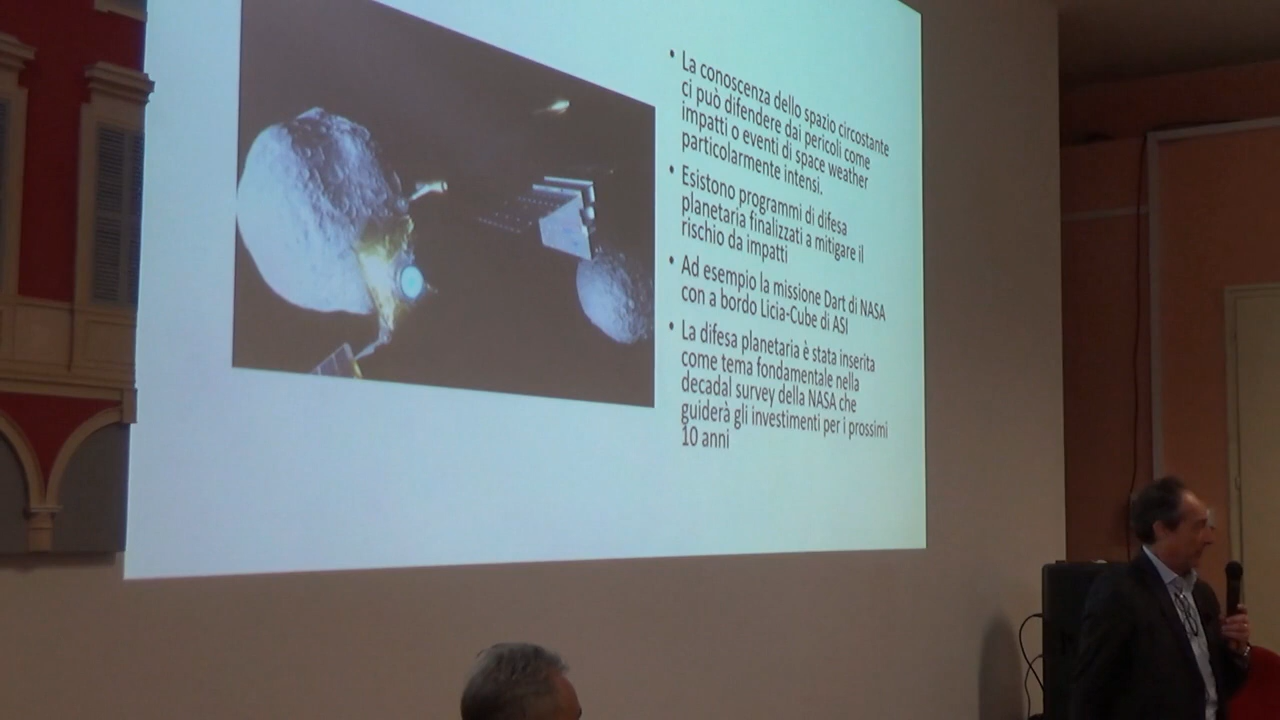 • La conoscenza dello spazio circostante
ci può difendere dai pericoli come
impatti o eventi di space weather
particolarmente intensi.
• Esistono programmi di difesa
planetaria finalizzati a mitigare il
rischio da impatti
• Ad esempio la missione Dart di NASA
con a bordo Licia-Cube di ASI
• La difesa planetaria è stata inserita
come tema fondamentale nella
decadal survey della NASA che
guiderà gli investimenti per i prossimi
10 anni